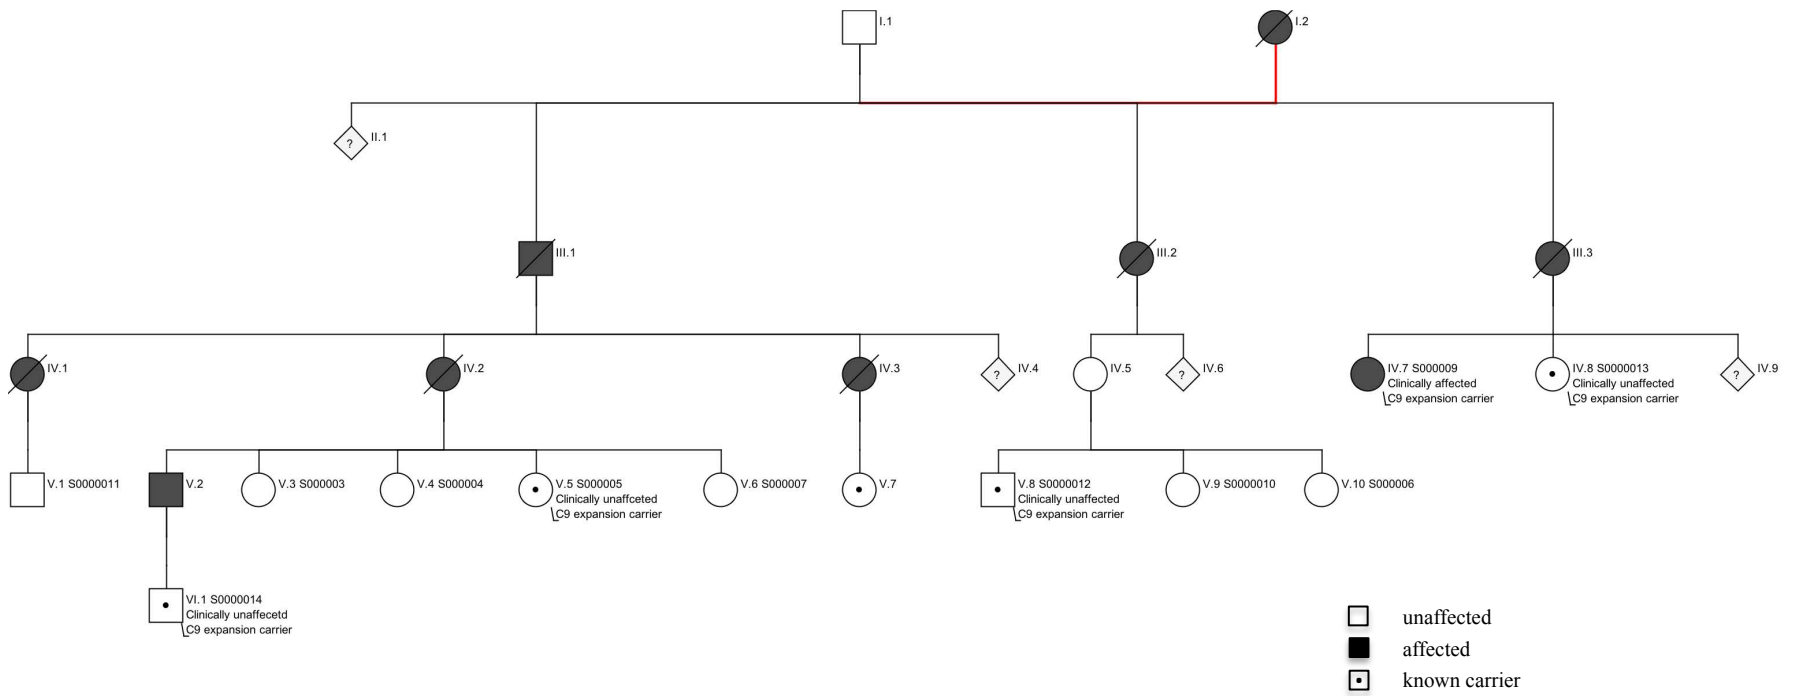 I.1
I.2
?
II.1
III.1
III.2
III.3
IV.1
IV.2
IV.3
?
IV.4
IV.5
?
IV.6
IV.7 S000009
Clinically affected
C9 expansion carrier
IV.8 S0000013
Clinically unaffected
C9 expansion carrier
?
IV.9
V.1 S0000011
V.2
V.3 S000003
V.4 S000004
V.5 S000005
Clinically unaffceted
C9 expansion carrier
V.6 S000007
V.7
V.8 S0000012
Clinically unaffected
C9 expansion carrier
V.9 S0000010
V.10 S000006
VI.1 S0000014
Clinically unaffecetd
C9 expansion carrier
unaffected
affected
known carrier